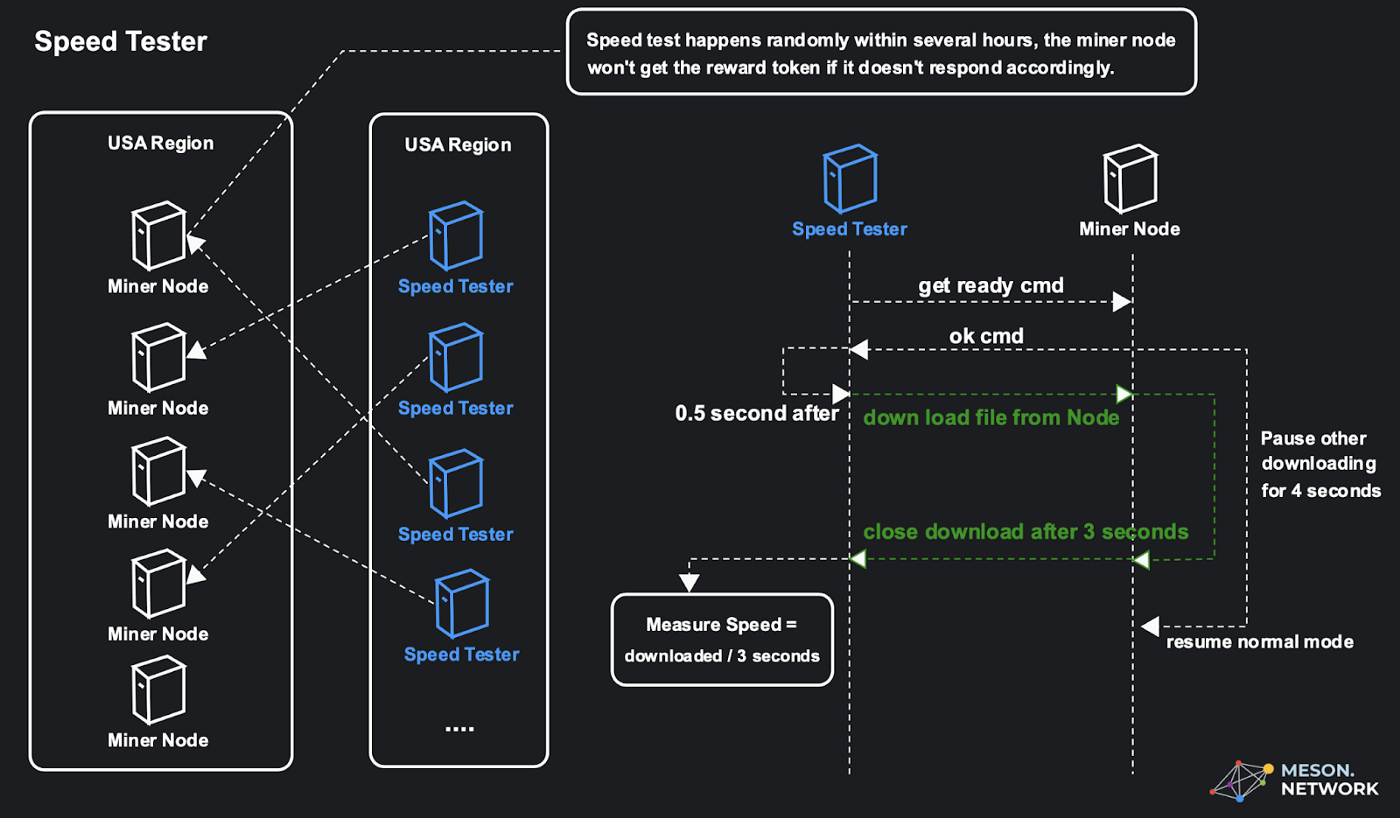 Speed Tester
Speed test happens randomly within several hours, the miner node
won't get the reward token if it doesn't respond accordingly.
USA Region
Miner Node
Miner Node
Miner Node
Miner Node
Miner Node
USA Region
Speed Tester
Speed Tester
Speed Tester
Speed Tester
....
Speed Tester
Miner Node
get ready cmd
ok cmd
0.5 second after
down load file from Node
Pause other
downloading
for 4 seconds
close download after 3 seconds
Measure Speed =
downloaded / 3 seconds
resume normal mode
MESON.
NETWORK